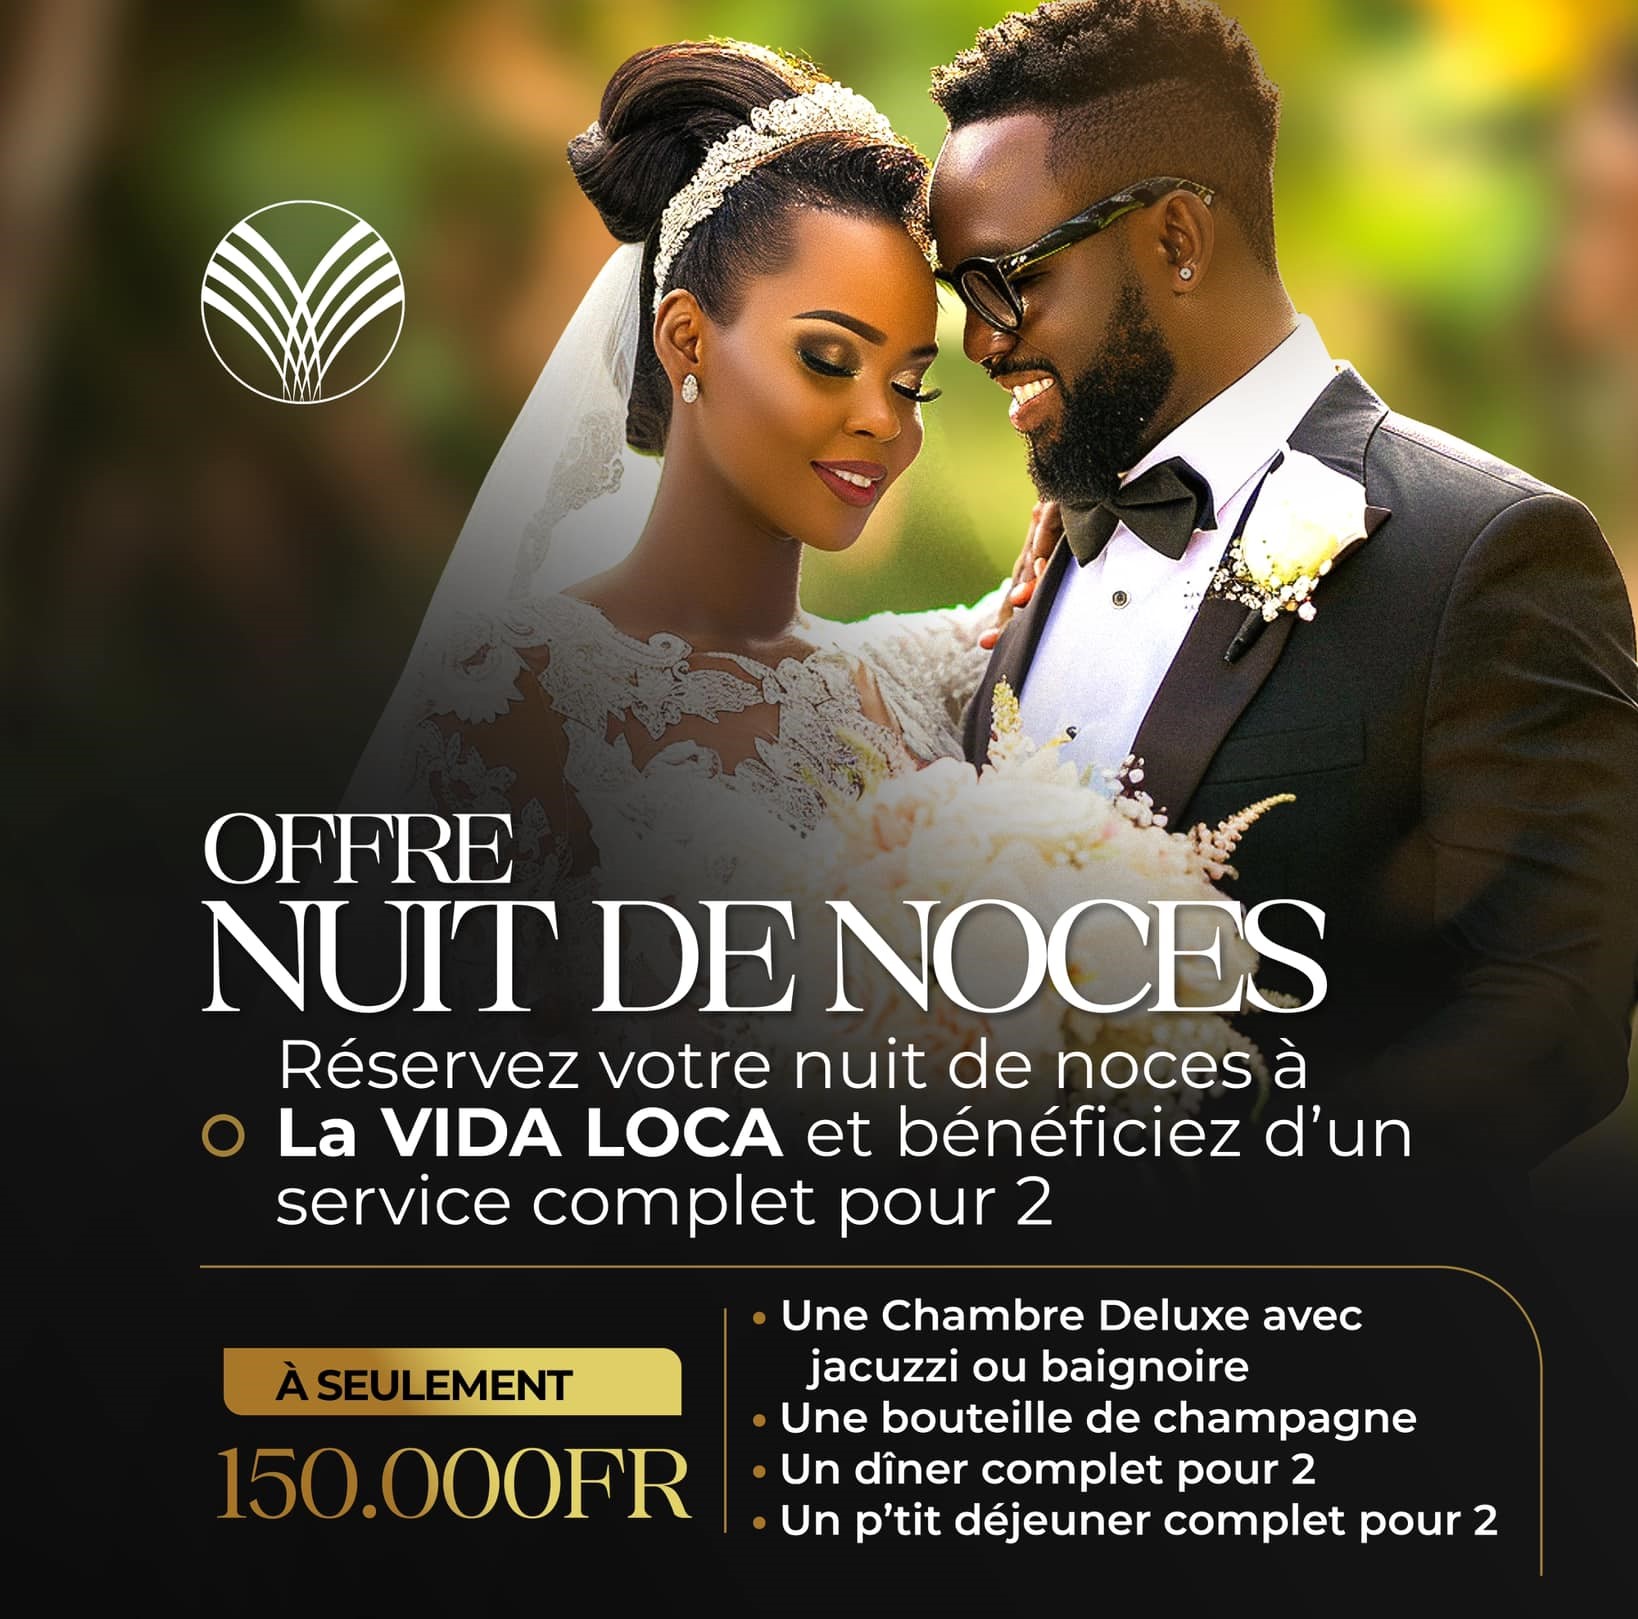 OFFRE
NUIT DE NOCES
Réservez votre nuit de noces à
La VIDA LOCA et bénéficiez d’un
service complet pour 2
À SEULEMENT
150.000FR
• Une Chambre Deluxe avec
jacuzzi ou baignoire
• Une bouteille de champagne
• Un dîner complet pour 2
• Un p’tit déjeuner complet pour 2